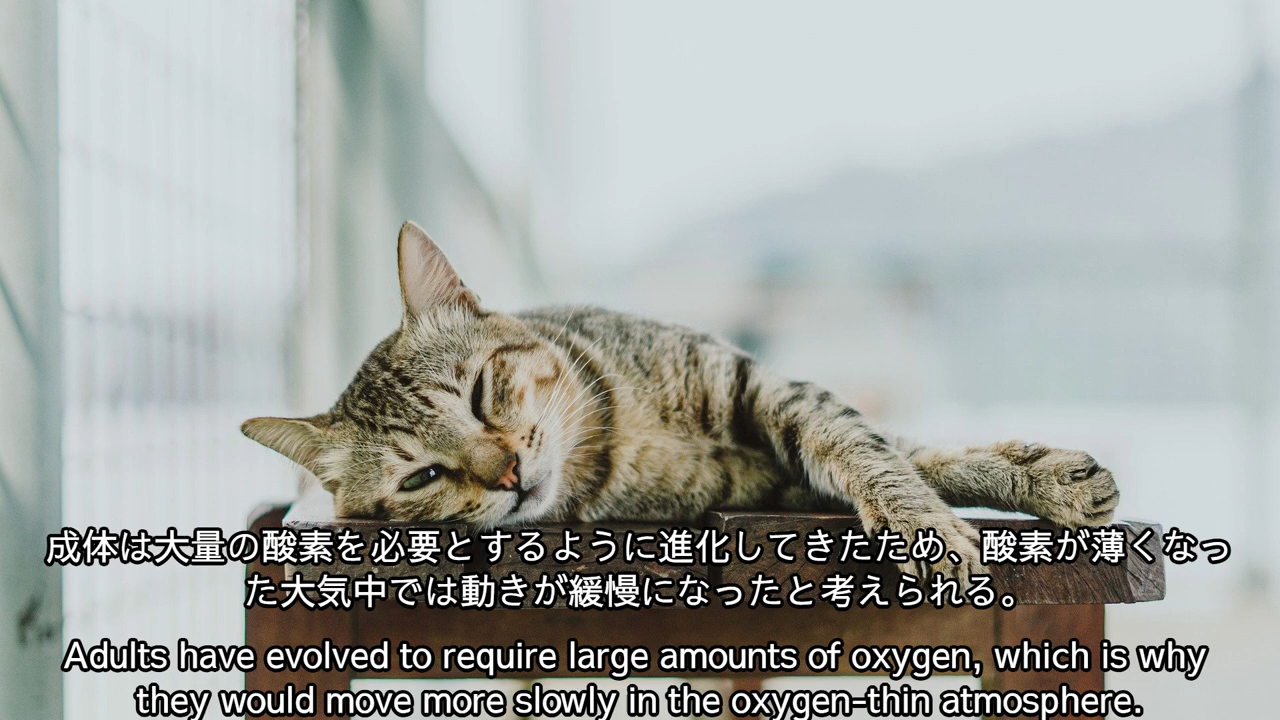 成体は大量の酸素を必要とするように進化してきたため、酸素が薄くなっ
た大気中では動きが緩慢になったと考えられる。
Adults have evolved to require large amounts of oxygen, which is why
they would move more slowly in the oxygen-thin atmosphere.